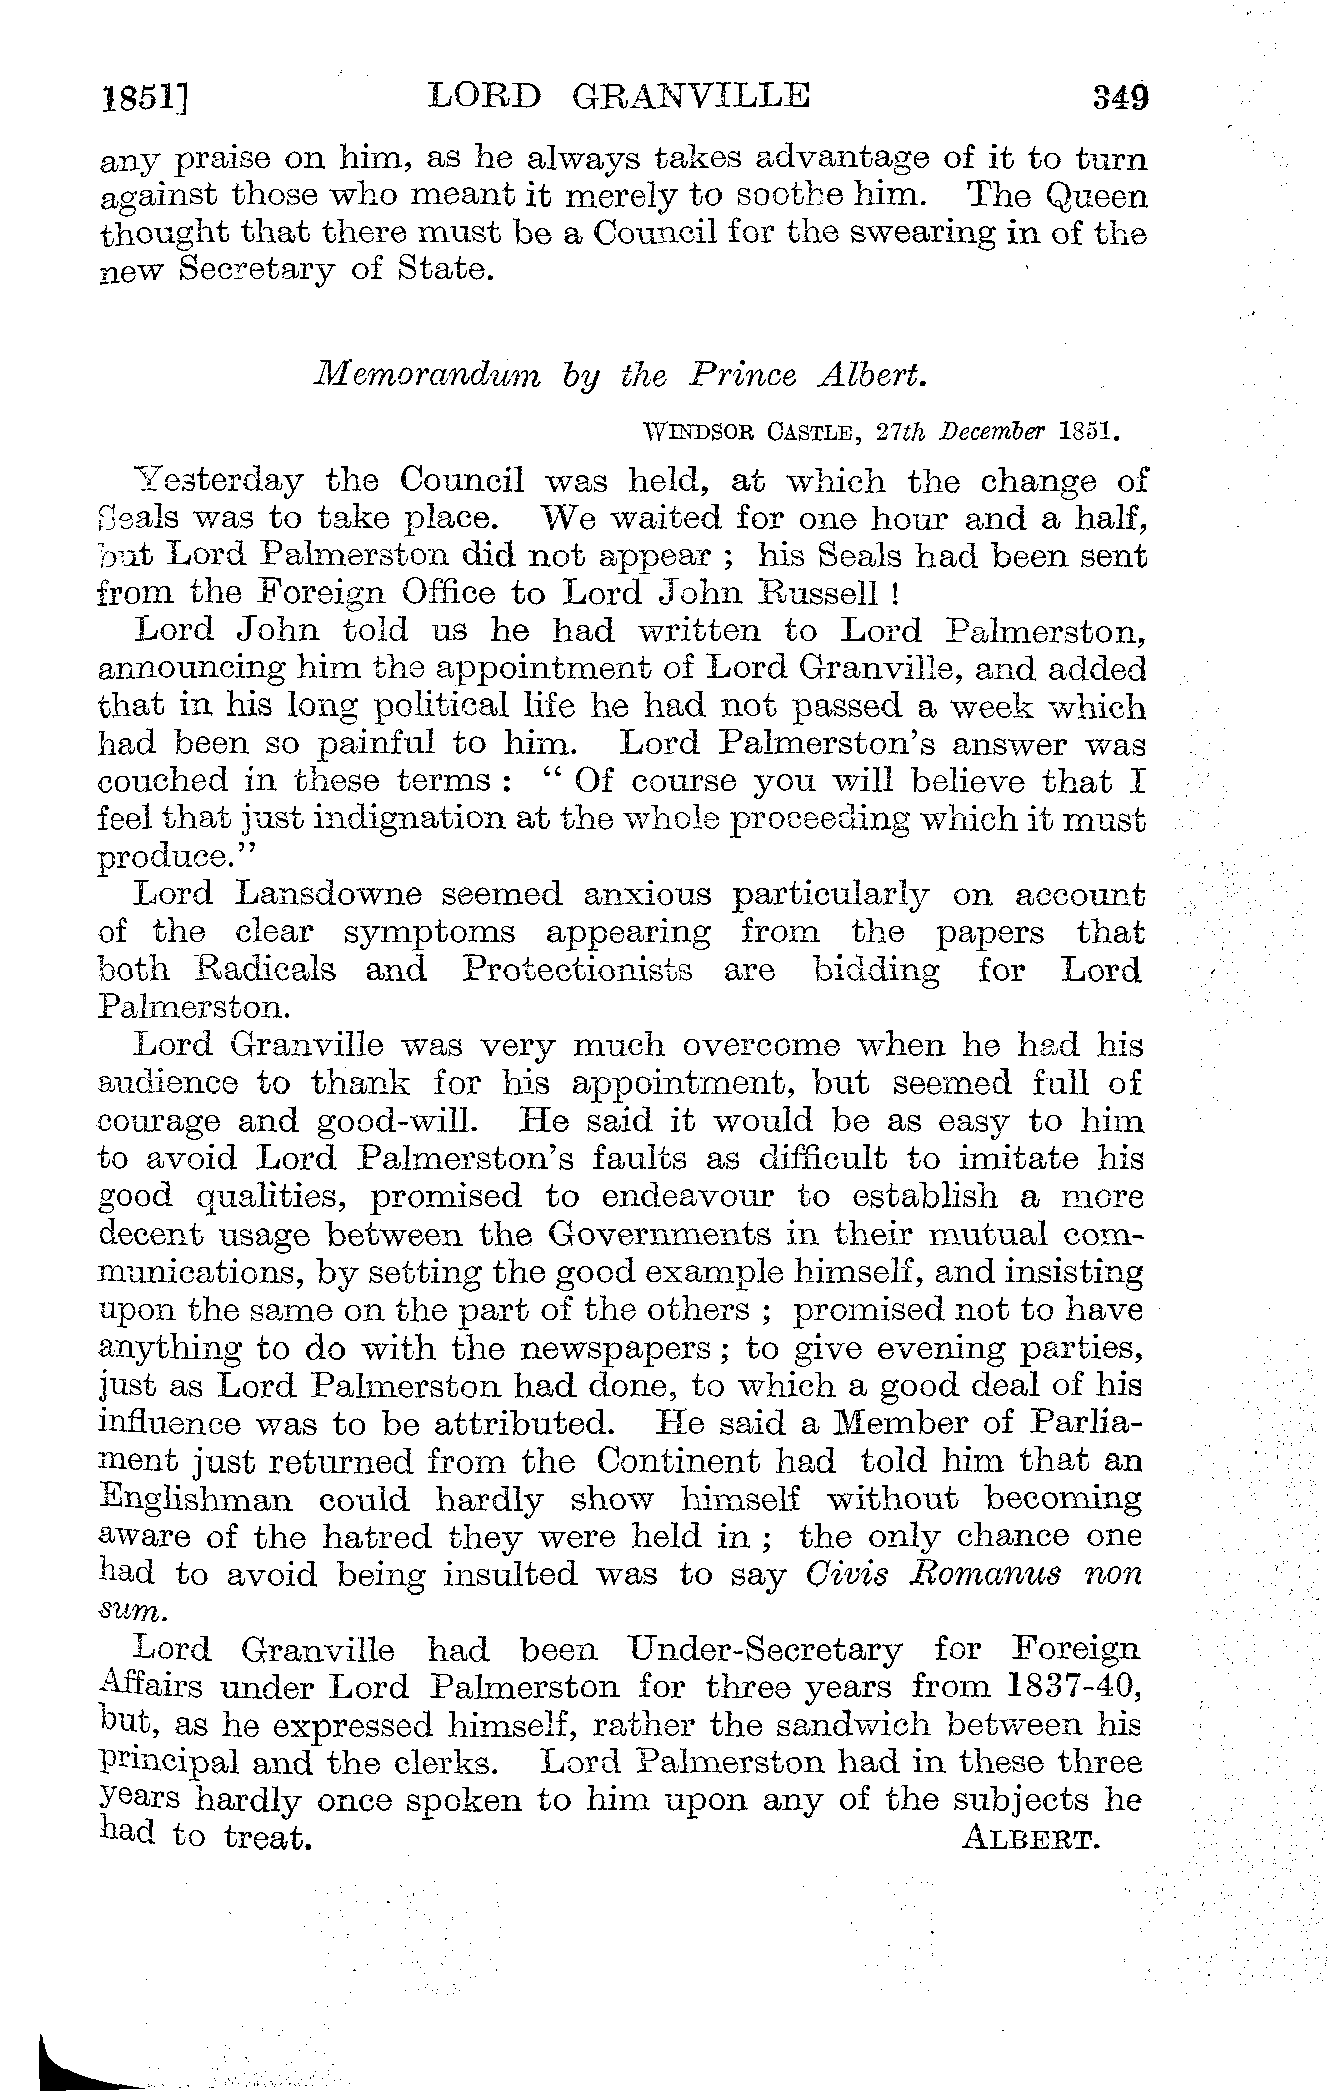 1851] LORD GRANVILLE 349
any praise on him, as he always takes advantage of it to turn
against those who meant it merely to soothe him. The Queen
thought that there must be a Council for the swearing in of the
new Secretary of State.
Memorandum by the Prince Albert.
WINDSOR CASTLE, 27th December 1851.
Yesterday the Council was held, at which the change of
Seals was to take place. We waited for one hour and a half,
but Lord Palmerston did not appear ; his Seals had been sent
from the Foreign Office to Lord John Russell !
Lord John told us he had written to Lord Palmerston,
announcing him the appointment of Lord Granville, and added
that in his long political life he had not passed a week which
had been so painful to him. Lord Palmerston's answer was
couched in these terms : " Of course you will believe that I
feel that just indignation at the whole proceeding which it must
produce."
Lord Lansdowne seemed anxious particularly on account
of the clear symptoms appearing from the papers that
both Radicals and Protectionists are bidding for Lord
Palmerston.
Lord Granville was very much overcome when he had his
audience to thank for his appointment, but seemed full of
courage and good-will. He said it would be as easy to him
to avoid Lord Palmerston's faults as difficult to imitate his
good qualities, promised to endeavour to establish a more
decent usage between the Governments in their mutual com-
munications, by setting the good example himself, and insisting
upon the same on the part of the others ; promised not to have
anything to do with the newspapers ; to give evening parties,
just as Lord Palmerston had done, to which a good deal of his
influence was to be attributed. He said a Member of Parlia-
ment just returned from the Continent had told him that an
Englishman could hardly show himself without becoming
aware of the hatred they were held in ; the only chance one
had to avoid being insulted was to say Civis Romanus non
sum.
Lord Granville had been Under-Secretary for Foreign
Affairs under Lord Palmerston for three years from 1837-40,
but, as he expressed himself, rather the sandwich between his
principal and the clerks. Lord Palmerston had in these three
years hardly once spoken to him upon any of the subjects he
had to treat. ALBERT.